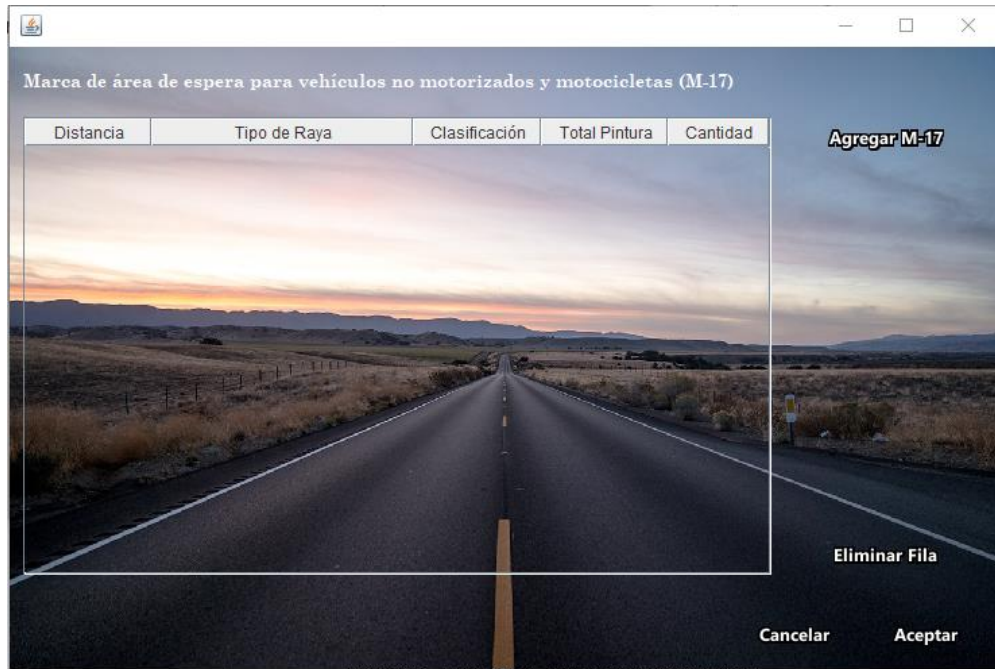 Marca de área de espera para vehículos no motorizados y motocicletas (M-17)
Distancia Tipo de Raya Clasificación Total Pintura Cantidad
Agregar M-17
Eliminar Fila
Cancelar Aceptar